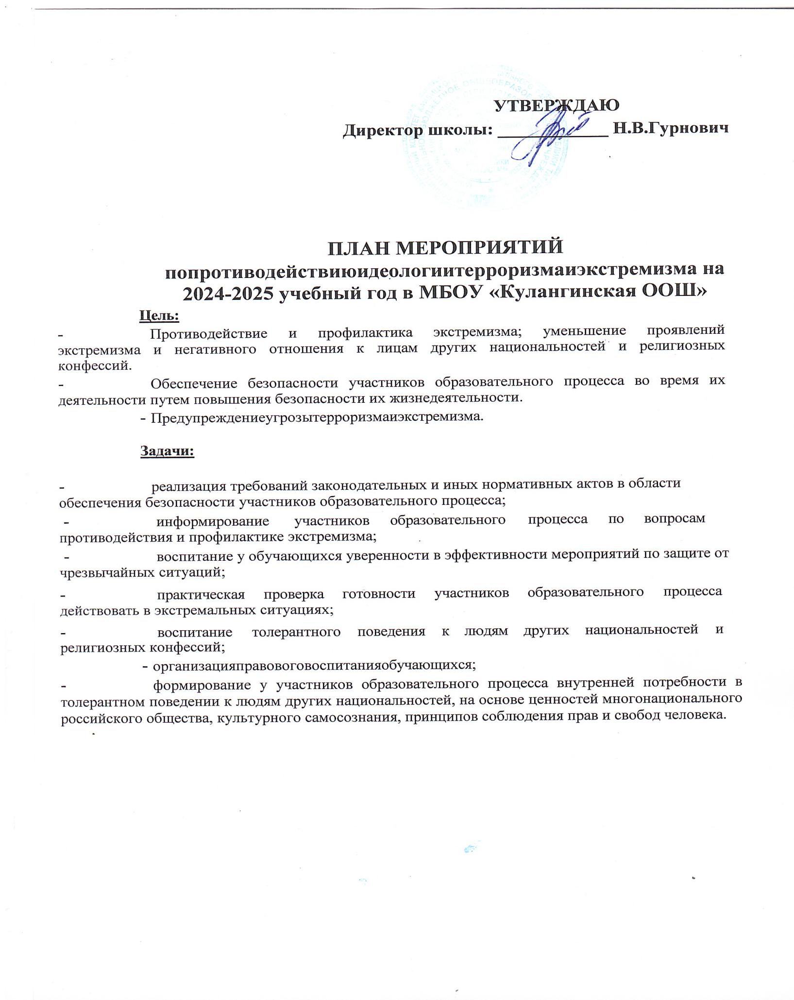 УТВЕРЖДАЮ
Директор школы: _____________ Н.В.Гурнович
ПЛАН МЕРОПРИЯТИЙ
попротиводействиюидеологиитерроризмаиэкстремизма на
2024-2025 учебный год в МБОУ «Кулангинская ООШ»
Цель:
- Противодействие и профилактика экстремизма; уменьшение проявлений
экстремизма и негативного отношения к лицам других национальностей и религиозных
конфессий.
- Обеспечение безопасности участников образовательного процесса во время их
деятельности путем повышения безопасности их жизнедеятельности.
- Предупреждениеугрозытерроризмаиэкстремизма.
Задачи:
- реализация требований законодательных и иных нормативных актов в области
обеспечения безопасности участников образовательного процесса;
- информирование участников образовательного процесса по вопросам
противодействия и профилактике экстремизма;
- воспитание у обучающихся уверенности в эффективности мероприятий по защите от
чрезвычайных ситуаций;
- практическая проверка готовности участников образовательного процесса
действовать в экстремальных ситуациях;
- воспитание толерантного поведения к людям других национальностей и
религиозных конфессий;
- организацияправовоговоспитанияобучающихся;
- формирование у участников образовательного процесса внутренней потребности в
толерантном поведении к людям других национальностей, на основе ценностей многонационального
российского общества, культурного самосознания, принципов соблюдения прав и свобод человека.